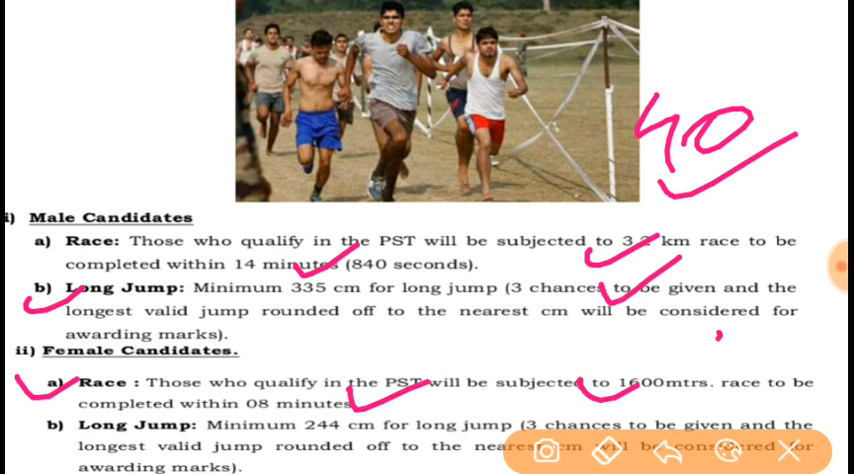 40
i) Male Candidates
a) Race: Those who qualify in the PST will be subjected to 3.2 km race to be
completed within 14 minutes (840 seconds).
b) Long Jump: Minimum 335 cm for long jump (3 chances to be given and the
longest valid jump rounded off to the nearest cm will be considered for
awarding marks).
ii) Female Candidates.
a) Race : Those who qualify in the PST will be subjected to 1600mtrs. race to be
completed within 08 minutes
b) Long Jump: Minimum 244 cm for long jump (3 chances to be given and the
longest valid jump rounded off to the nearest cm will be considered for
awarding marks).